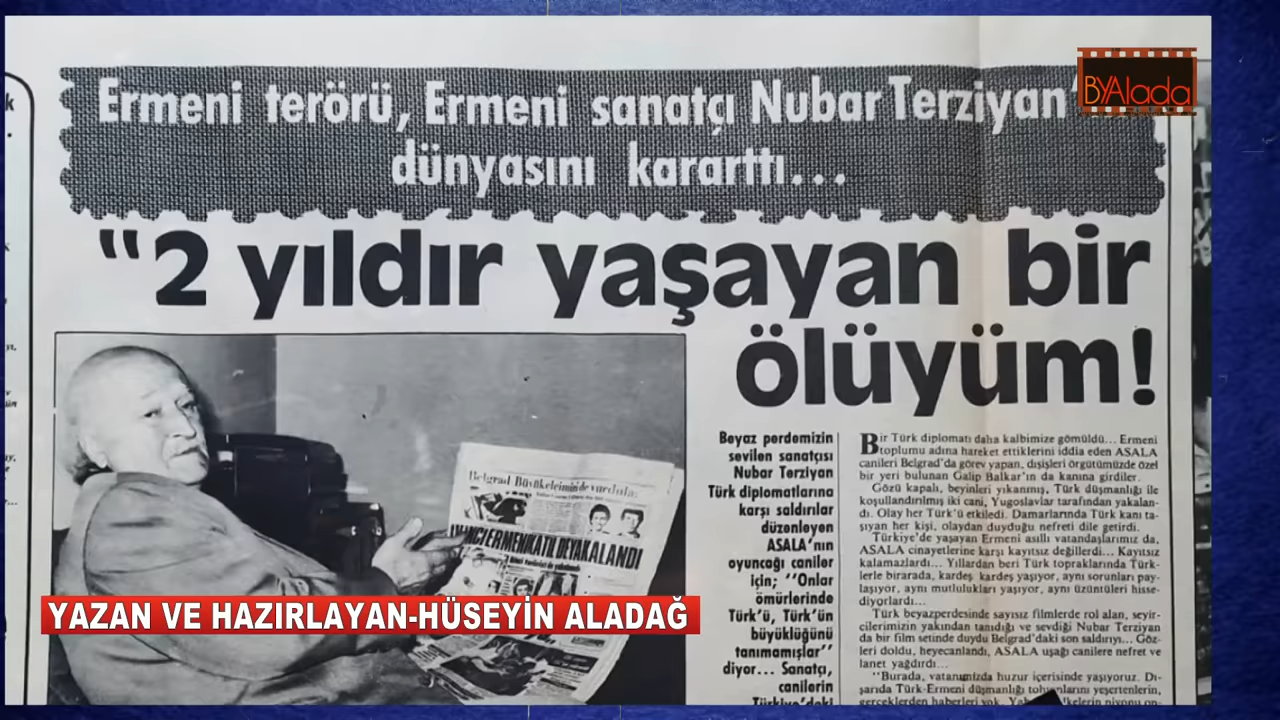 BYAlada
Ermeni terörü, Ermeni sanatçı Nubar Terziyan'
dünyasını kararttı...
"2 yıldır yaşayan bir
ölüyüm!
Belgrad Büyükelçimizi de vurdular
ERMENİ KATİL DE YAKALANDI
Beyaz perdemizin
sevilen sanatçısı
Nubar Terziyan
Türk diplomatlarına
karşı saldırılar
düzenleyen
ASALA'nın
oyuncağı caniler
için; "Onlar
ömürlerinde
Türk'ü, Türk'ün
büyüklüğünü
tanımamışlar"
diyor... Sanatçı,
canilerin
Türkiye'deki
Bir Türk diplomatı daha kalbimize gömüldü... Ermeni
toplumu adına hareket ettiklerini iddia eden ASALA
canileri Belgrad'da görev yapan, dışişleri örgütümüzde özel
bir yeri bulunan Galip Balkar'ın da kanına girdiler.
Gözü kapalı, beyinleri yıkanmış, Türk düşmanlığı ile
koşullandırılmış iki cani, Yugoslavlar tarafından yakalan-
dı. Olay her Türk'ü etkiledi. Damarlarında Türk kanı ta-
şıyan her kişi, olaydan duyduğu nefreti dile getirdi.
Türkiye'de yaşayan Ermeni asıllı vatandaşlarımız da,
ASALA cinayetlerine karşı kayıtsız değillerdi... Kayıtsız
kalamazlardı... Yıllardan beri Türk topraklarında Türk-
lerle birarada, kardeş kardeş yaşıyor, aynı sorunları pay-
laşıyor, aynı mutlulukları yaşıyor, aynı üzüntüleri hisse-
diyorlardı...
Türk beyazperdesinde sayısız filmlerde rol alan, seyir-
cilerimizin yakından tanıdığı ve sevdiği Nubar Terziyan
da bir film setinde duydu Belgrad'daki son saldırıyı... Göz-
leri doldu, heyecanlandı, ASALA uşağı canilere nefret ve
lanet yağdırdı...
"Burada, vatanımızda huzur içerisinde yaşıyoruz. Dı-
şarıda Türk-Ermeni düşmanlığı tohumlarını yeşertenlerin,
gerçeklerden haberleri yok.
YAZAN VE HAZIRLAYAN-HÜSEYİN ALADAĞ